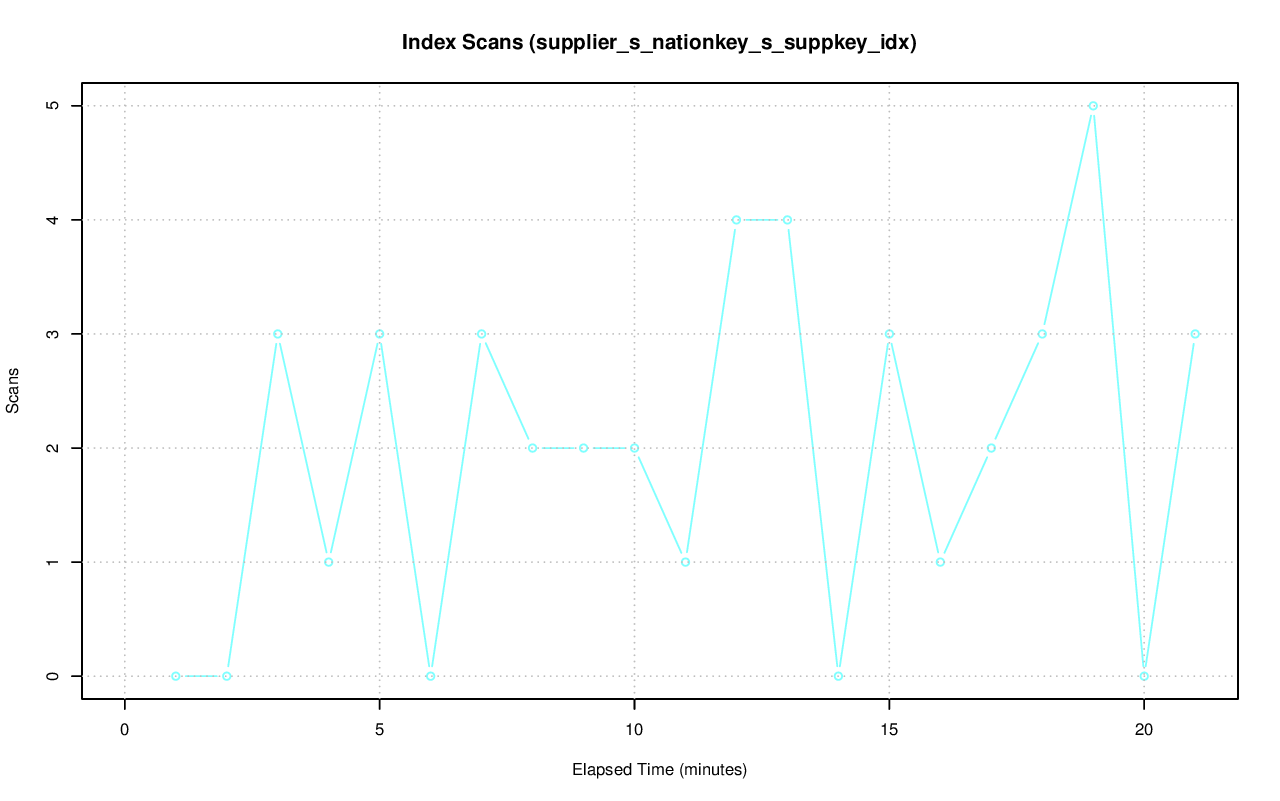 Index Scans (supplier_s_nationkey_s_suppkey_idx)
5
4
3
2
1
0
Scans
0 5 10 15 20
Elapsed Time (minutes)